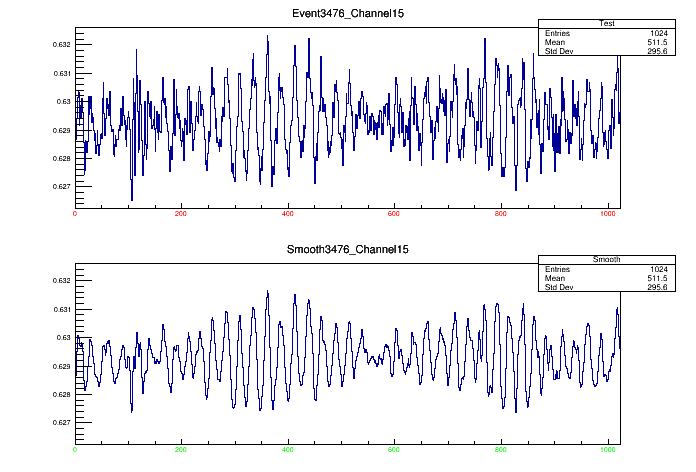 Event3476_Channel15
Test
Entries 1024
Mean 511.5
Std Dev 295.6
0.632
0.631
0.63
0.629
0.628
0.627
0 200 400 600 800 1000
Smooth3476_Channel15
Smooth
Entries 1024
Mean 511.5
Std Dev 295.6
0.632
0.631
0.63
0.629
0.628
0.627
0 200 400 600 800 1000